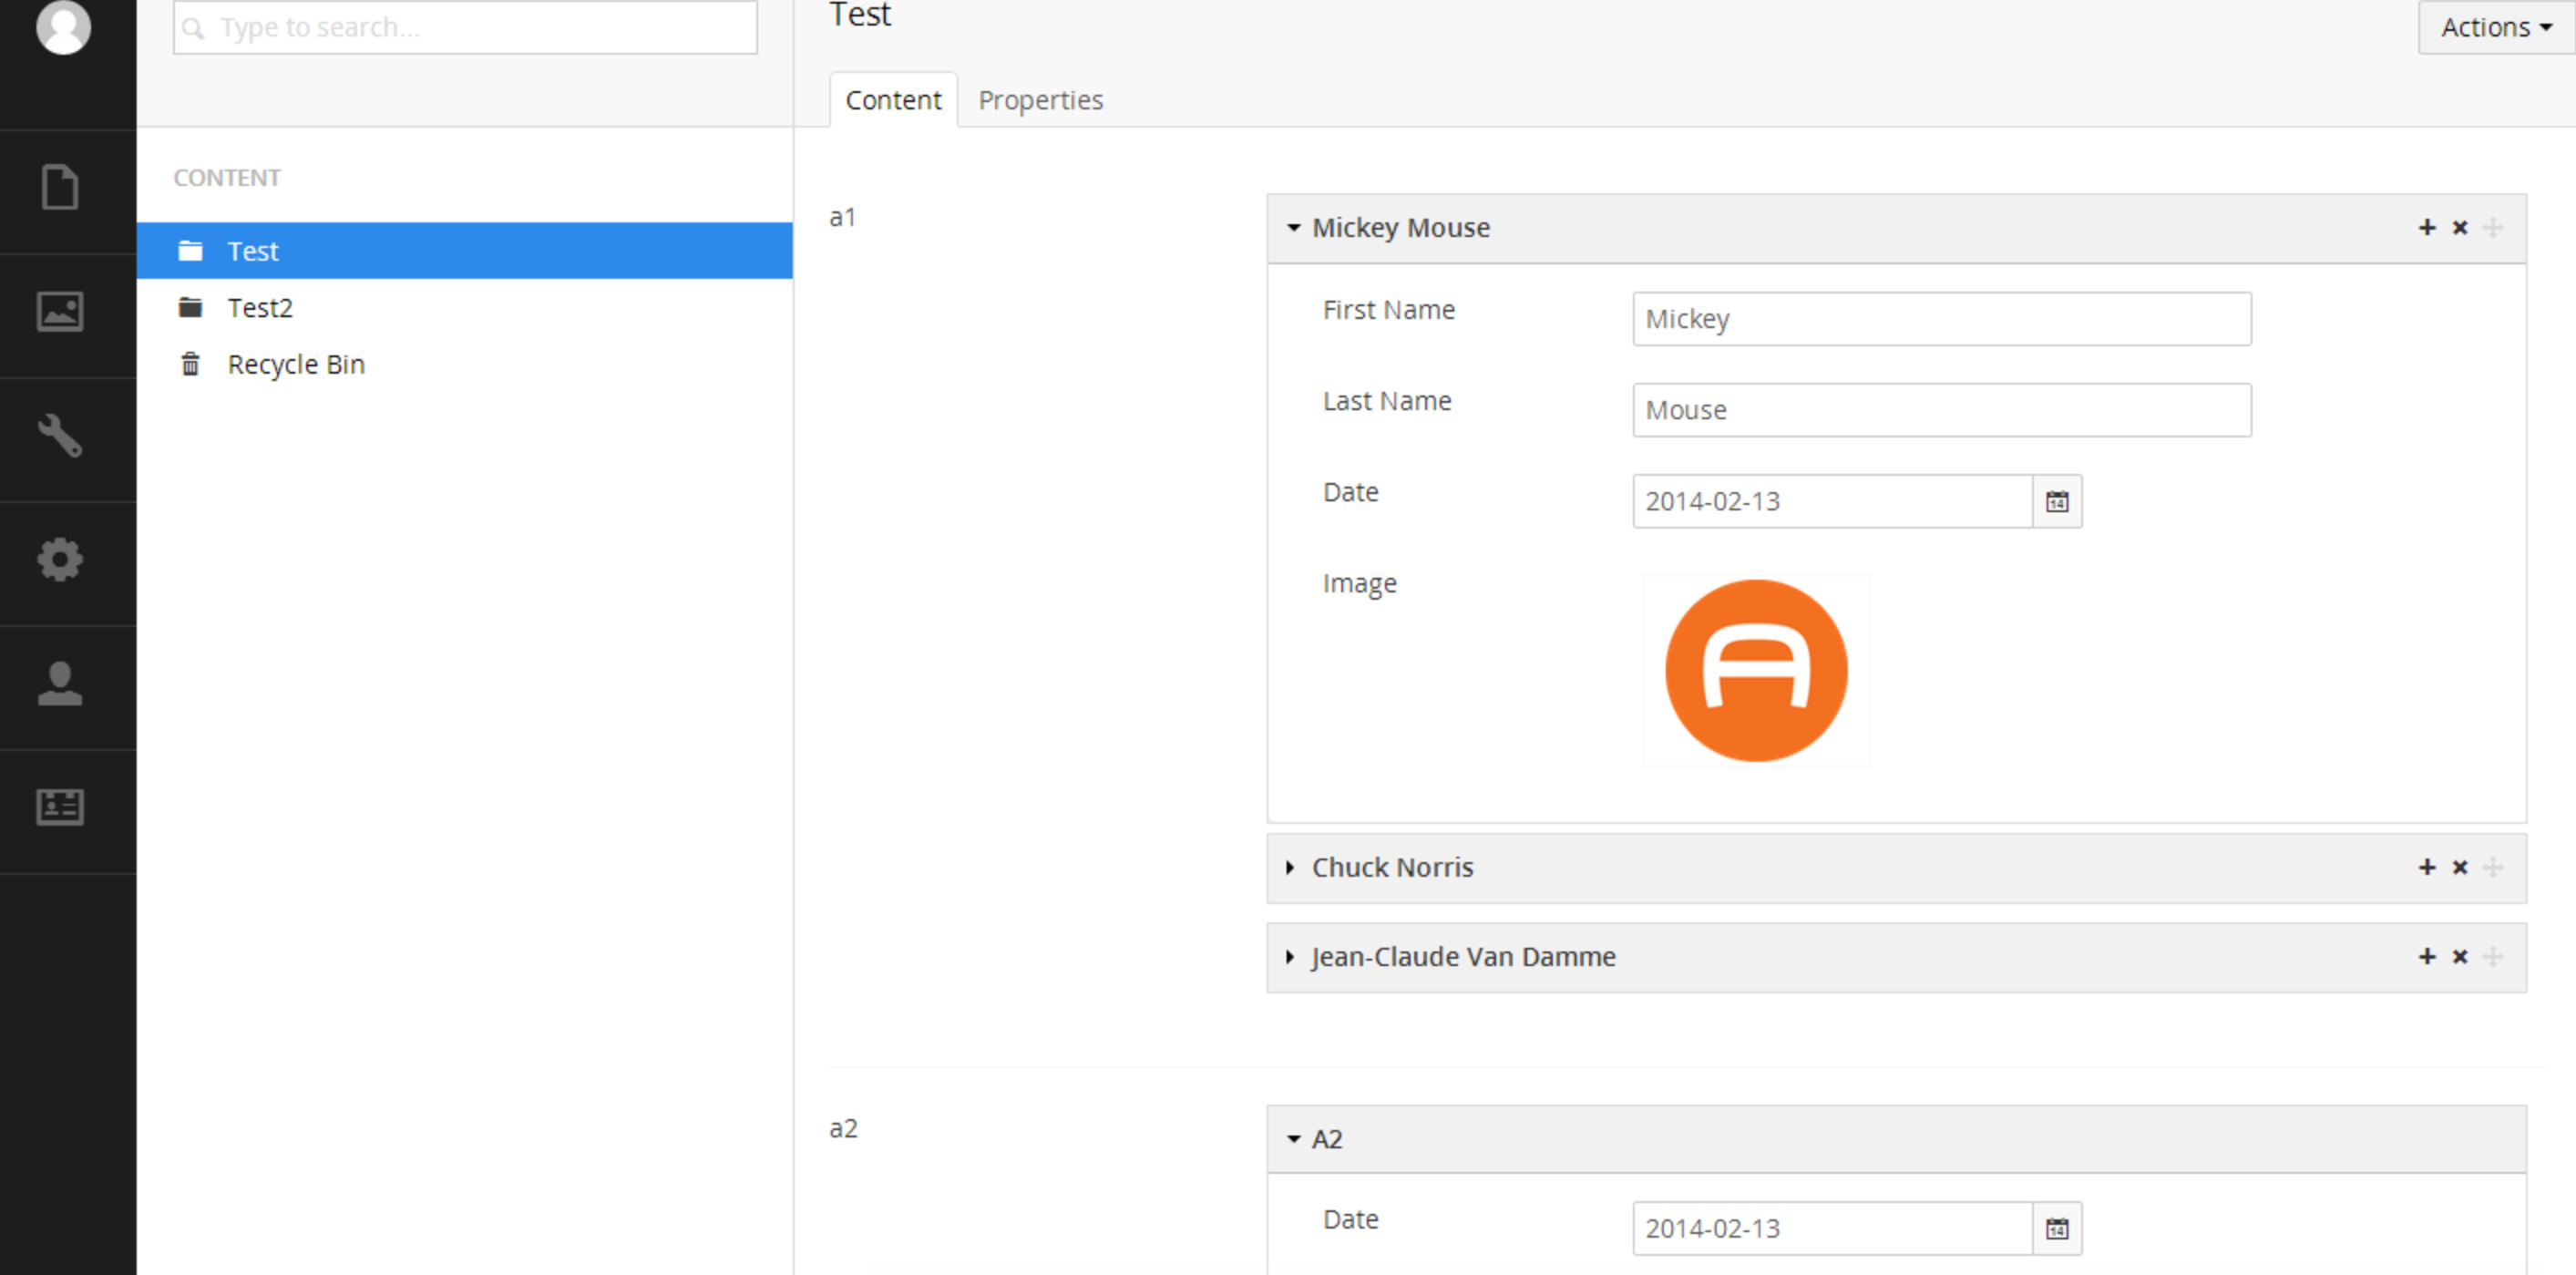 Type to search...
CONTENT
Test
Test2
Recycle Bin
Test
Actions
Content Properties
a1
Mickey Mouse
First Name Mickey
Last Name Mouse
Date 2014-02-13
Image
Chuck Norris
Jean-Claude Van Damme
a2
A2
Date 2014-02-13